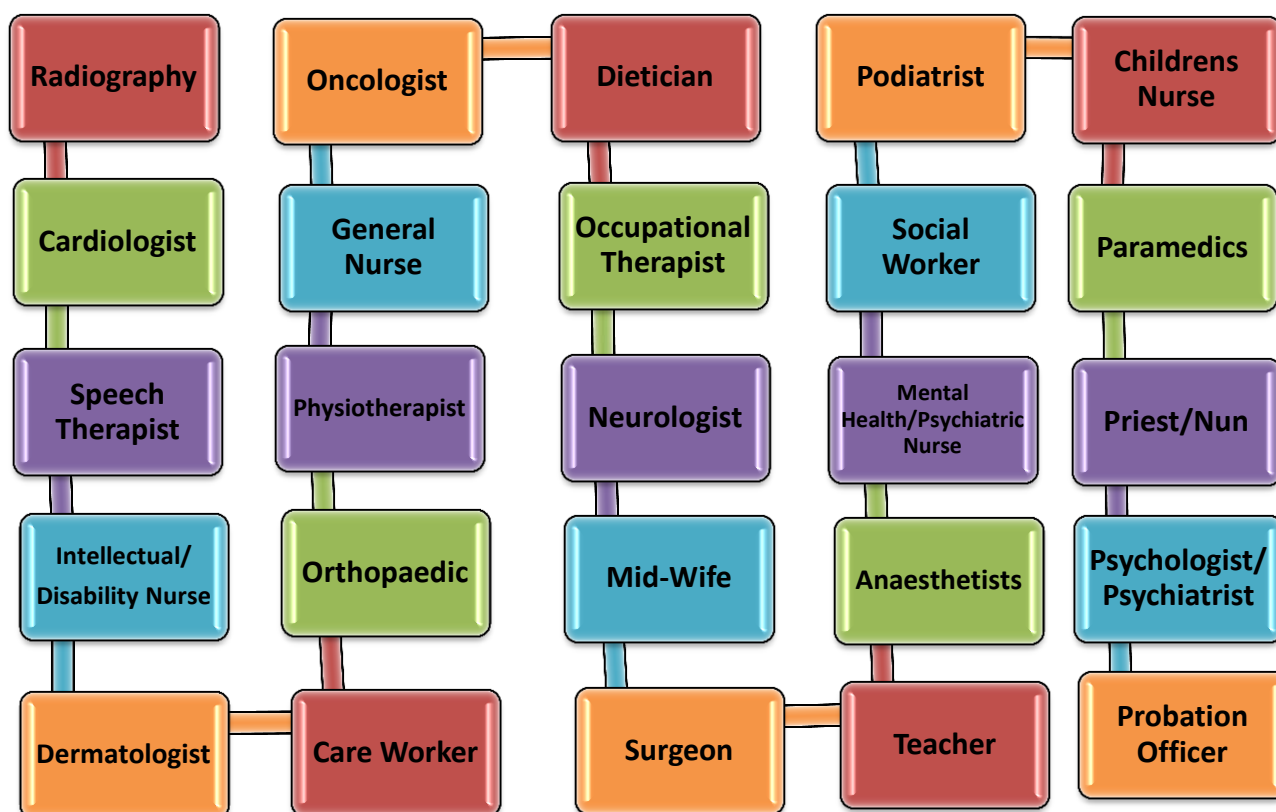 Radiography
Cardiologist
Speech
Therapist
Intellectual/
Disability Nurse
Dermatologist
Care Worker
Orthopaedic
Physiotherapist
General
Nurse
Oncologist
Dietician
Occupational
Therapist
Neurologist
Mid-Wife
Surgeon
Teacher
Anaesthetists
Mental
Health/Psychiatric
Nurse
Social
Worker
Podiatrist
Childrens
Nurse
Paramedics
Priest/Nun
Psychologist/
Psychiatrist
Probation
Officer